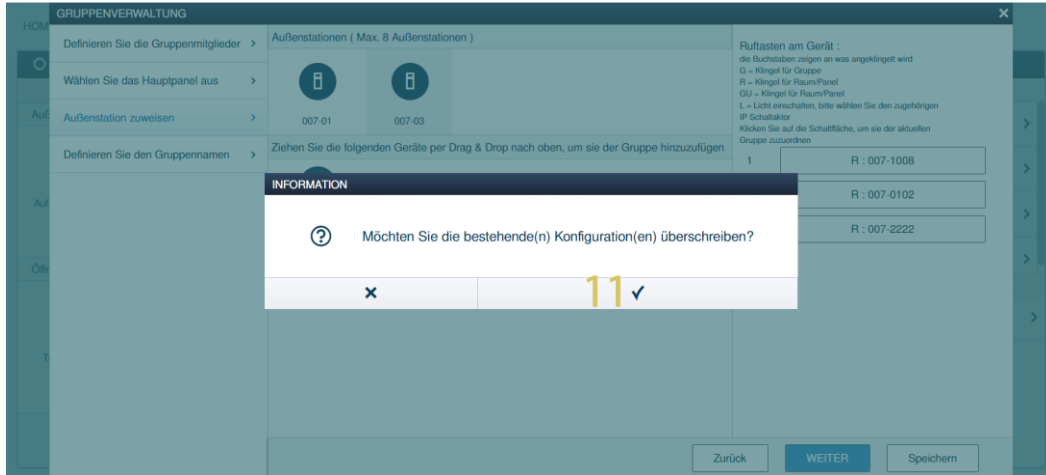 GRUPPENVERWALTUNG
HOM
Definieren Sie die Gruppenmitglieder
Wählen Sie das Hauptpanel aus
Außenstation zuweisen
Definieren Sie den Gruppennamen
Außenstationen ( Max. 8 Außenstationen )
007-01
007-03
Ziehen Sie die folgenden Geräte per Drag & Drop nach oben, um sie der Gruppe hinzuzufügen
Ruftasten am Gerät :
die Buchstaben zeigen an was angeklingelt wird
G = Klingel für Gruppe
R = Klingel für Raum/Panel
GU = Klingel für Raum/Panel
L = Licht einschalten, bitte wählen Sie den zugehörigen
IP Schaltaktor
Klicken Sie auf die Schaltfläche, um sie der aktuellen
Gruppe zuzuordnen
1
R : 007-1008
R : 007-0102
R : 007-2222
INFORMATION
Möchten Sie die bestehende(n) Konfiguration(en) überschreiben?
11
Zurück
WEITER
Speichern